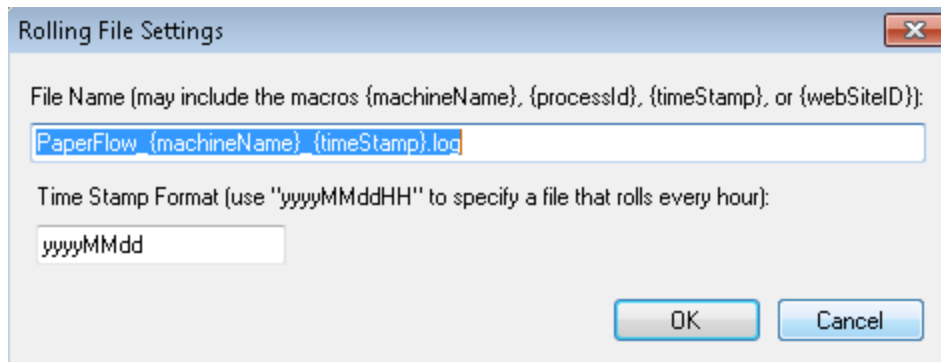 Rolling File Settings
File Name (may include the macros {machineName}, {processId}, {timeStamp}, or {webSiteID}):
PaperFlow_{machineName}_{timeStamp}.log
Time Stamp Format (use "yyyyMMddHH" to specify a file that rolls every hour):
yyyyMMdd
OK Cancel